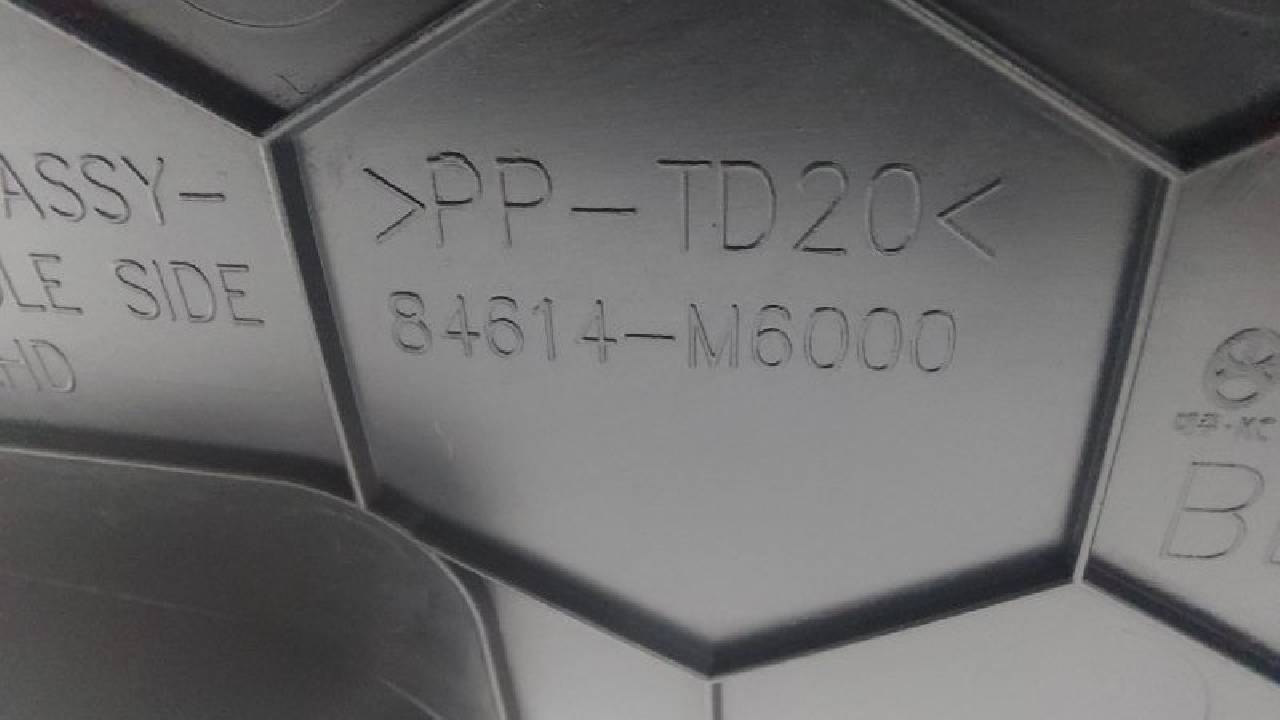 ASSY-
LE SIDE
HD
>PP-TD20<
84614-M6000